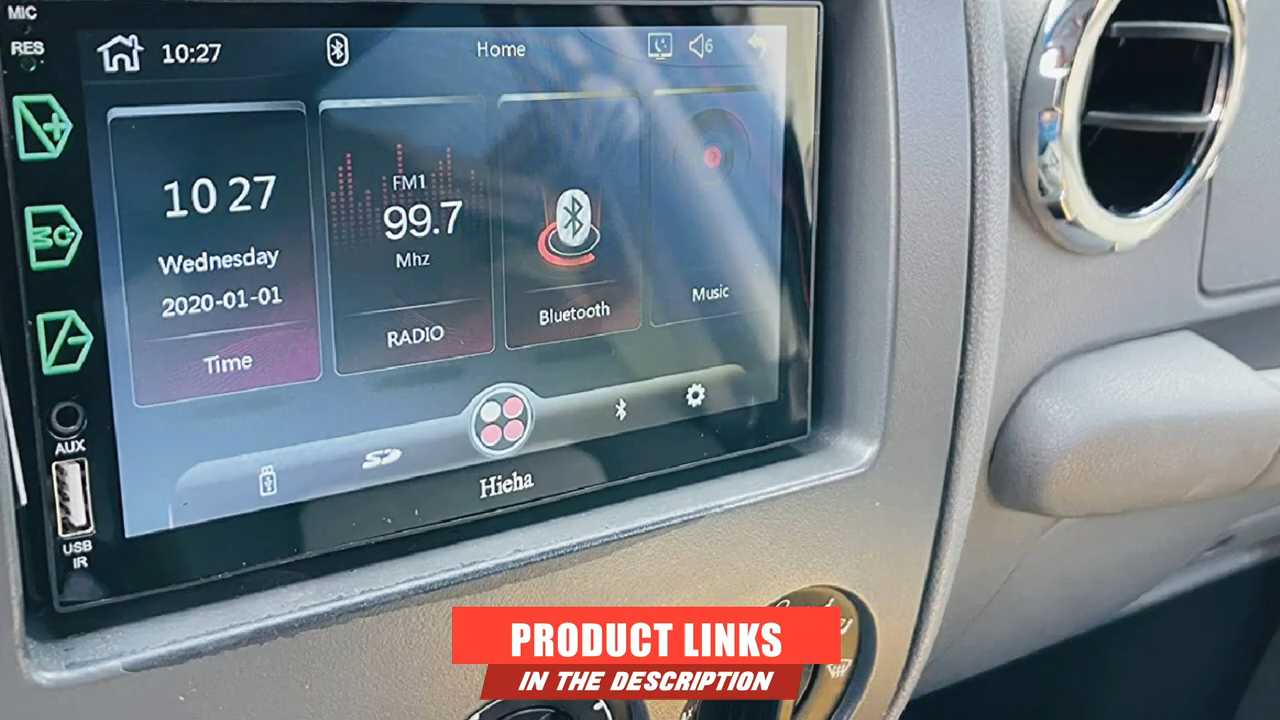 MIC
RES
10:27
Home
6
10 27
Wednesday
2020-01-01
Time
FM1
99.7
Mhz
RADIO
Bluetooth
Music
AUX
USB
IR
Hieha
PRODUCT LINKS
IN THE DESCRIPTION